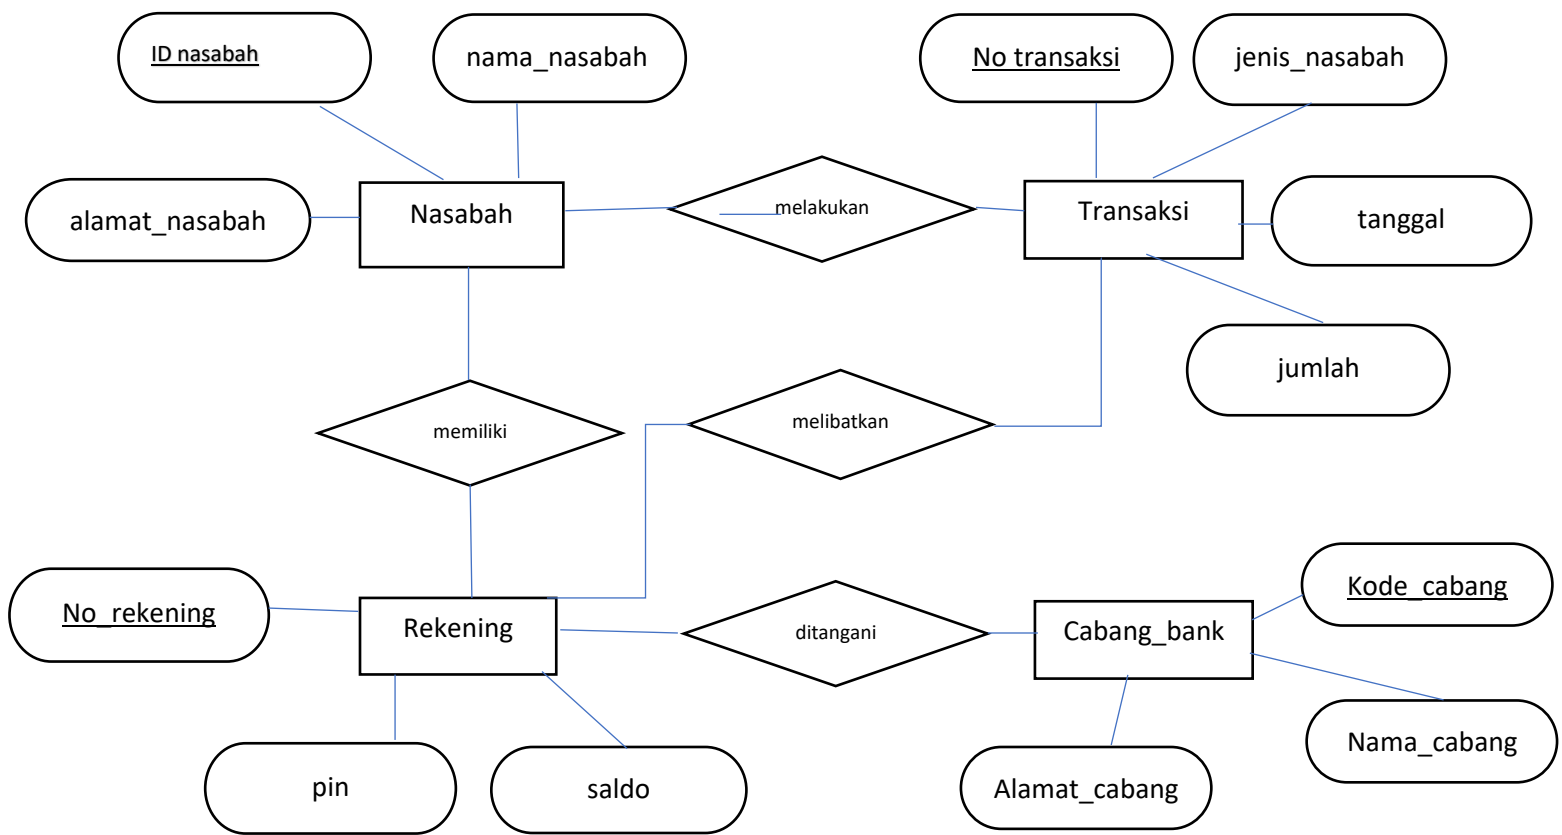 ID nasabah
nama_nasabah
No transaksi
jenis_nasabah
alamat_nasabah
Nasabah
melakukan
Transaksi
tanggal
jumlah
memiliki
melibatkan
No_rekening
Rekening
ditangani
Cabang_bank
Kode_cabang
Nama_cabang
pin
saldo
Alamat_cabang